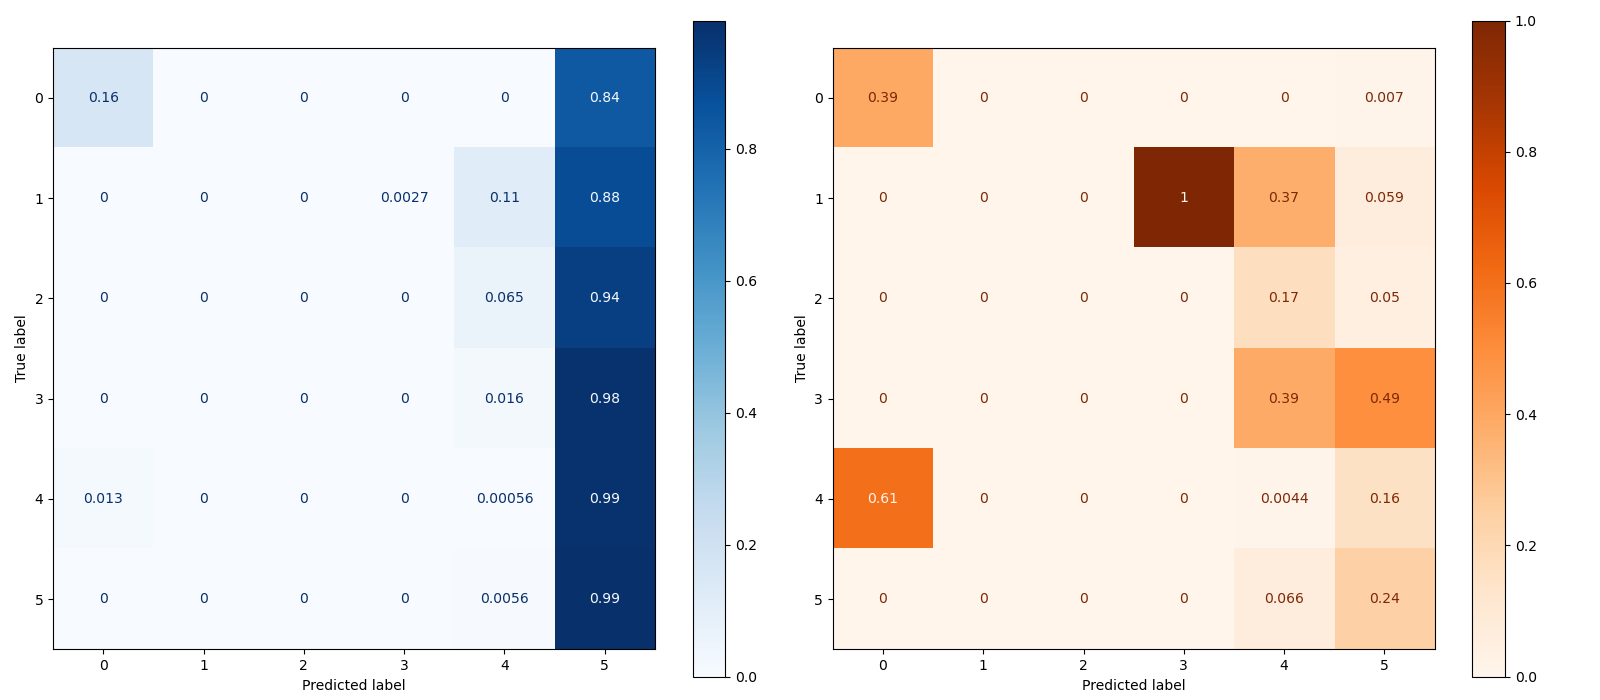 0 0.16 0 0 0 0 0.84
1 0 0 0 0.0027 0.11 0.88
2 0 0 0 0 0.065 0.94
3 0 0 0 0 0.016 0.98
4 0.013 0 0 0 0.00056 0.99
5 0 0 0 0 0.0056 0.99
0 1 2 3 4 5
Predicted label
True label
0.8
0.6
0.4
0.2
0.0
0 0.39 0 0 0 0 0.007
1 0 0 0 1 0.37 0.059
2 0 0 0 0 0.17 0.05
3 0 0 0 0 0.39 0.49
4 0.61 0 0 0 0.0044 0.16
5 0 0 0 0 0.066 0.24
0 1 2 3 4 5
Predicted label
True label
1.0
0.8
0.6
0.4
0.2
0.0